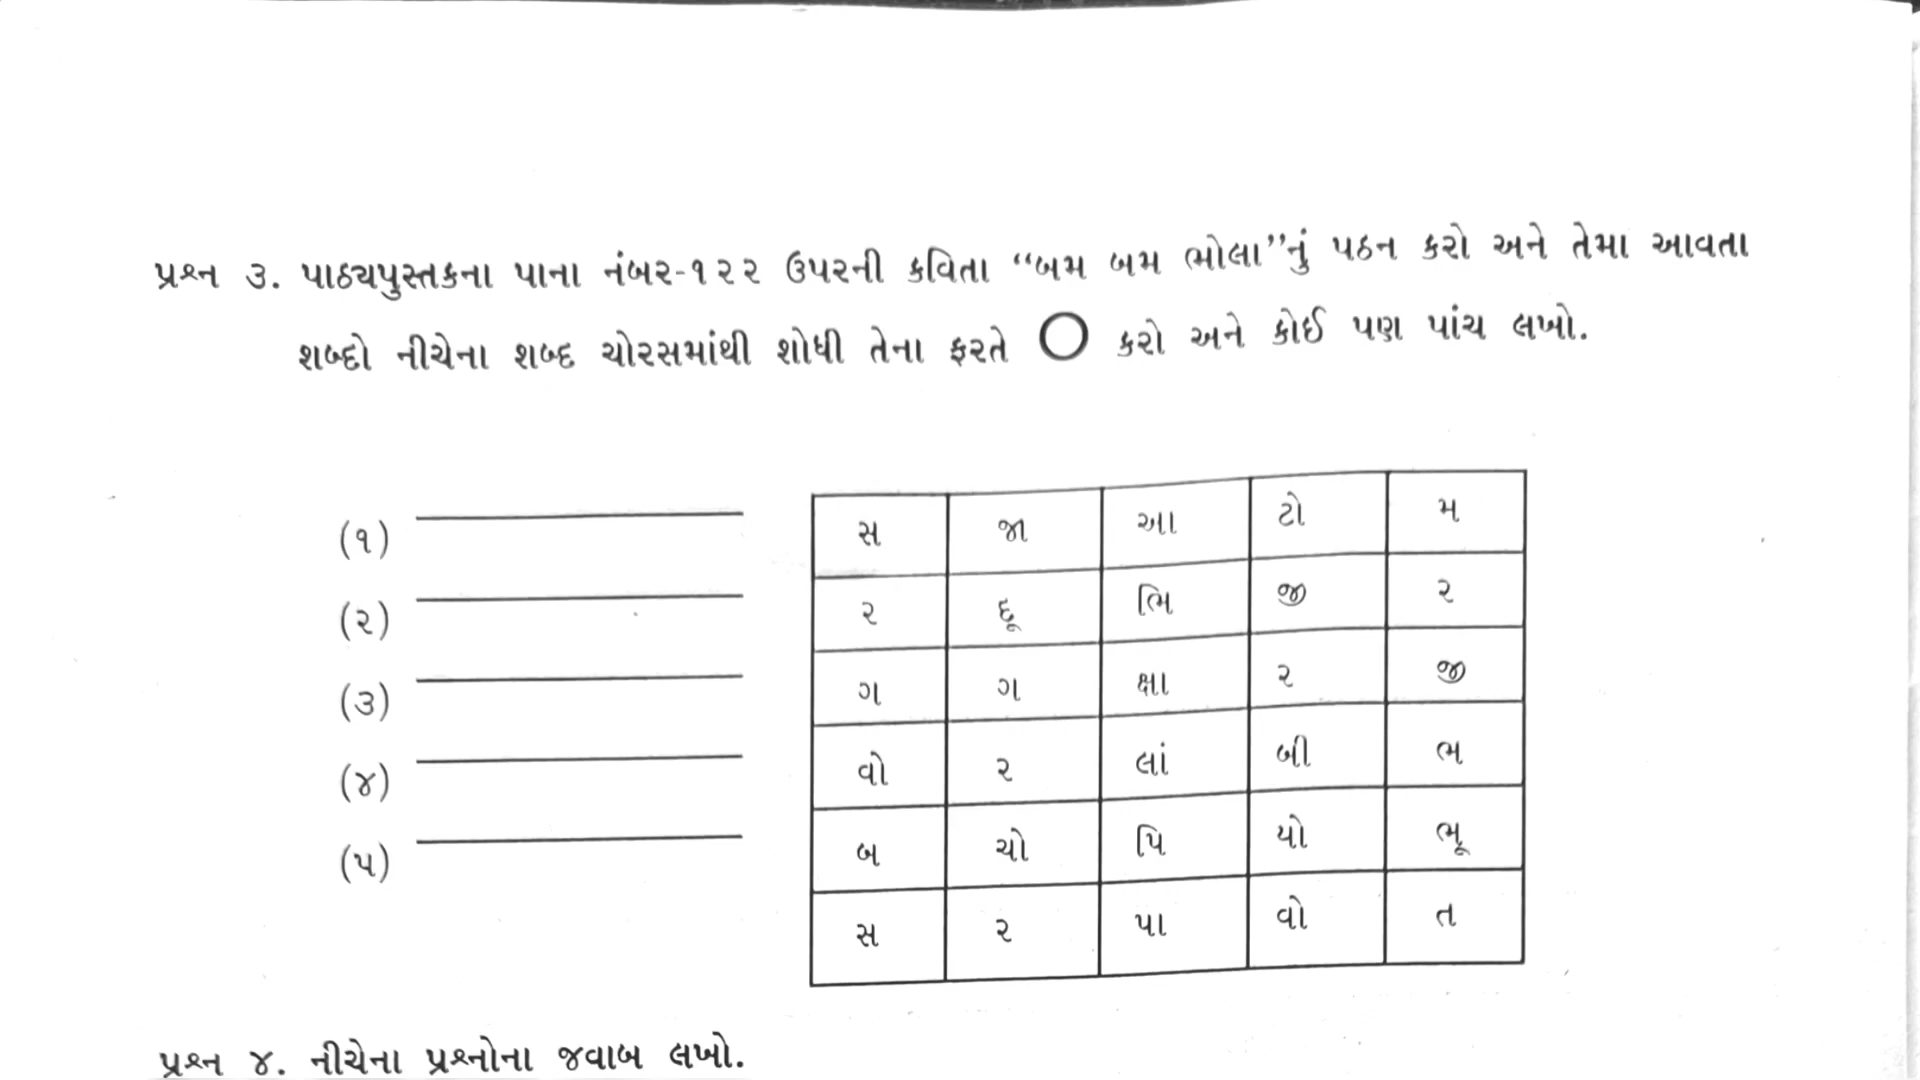 પ્રશ્ન ૩. પાઠ્યપુસ્તકના પાના નંબર-૧૨૨ ઉપરની કવિતા “બમ બમ ભોલા”નું પઠન કરો અને તેમા આવતા
શબ્દો નીચેના શબ્દ ચોરસમાંથી શોધી તેના ફરતે કરો અને કોઈ પણ પાંચ લખો.
(૧)
(૨)
(૩)
(૪)
(૫)
સ જા આ ટો મ
ર દૂ ભિ જી ર
ગ ગ ક્ષા ર જી
વો ર લાં બી ભ
બ ચો પિ યો ભૂ
સ ર પા વો ત
પ્રશ્ન ૪. નીચેના પ્રશ્નોના જવાબ લખો.